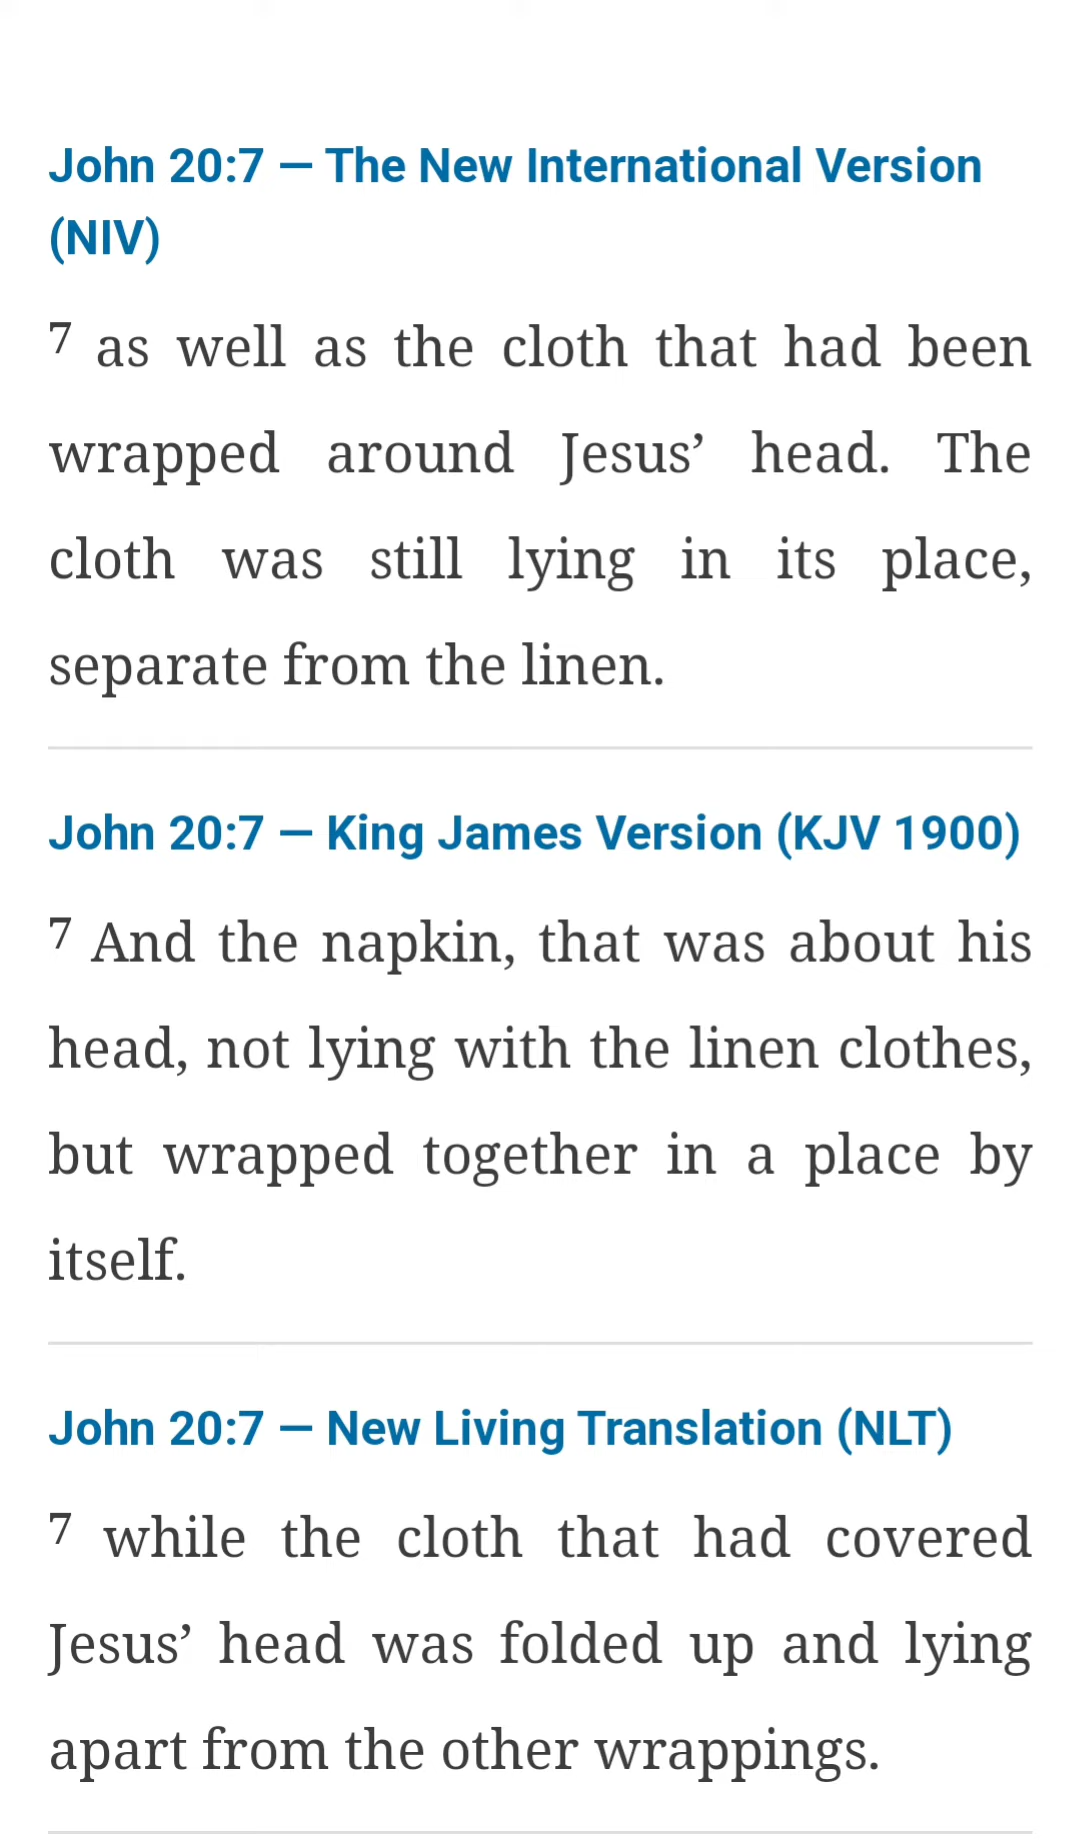 John 20:7 — The New International Version
(NIV)
7 as well as the cloth that had been
wrapped around Jesus’ head. The
cloth was still lying in its place,
separate from the linen.
John 20:7 — King James Version (KJV 1900)
7 And the napkin, that was about his
head, not lying with the linen clothes,
but wrapped together in a place by
itself.
John 20:7 — New Living Translation (NLT)
7 while the cloth that had covered
Jesus’ head was folded up and lying
apart from the other wrappings.